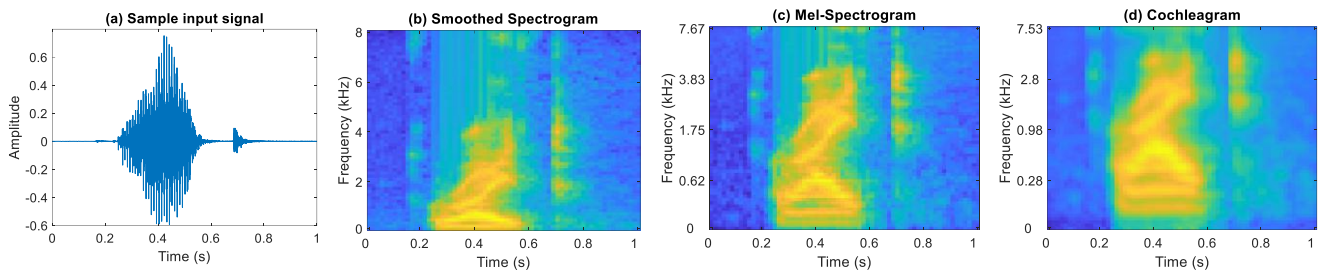 (a) Sample input signal
0.6
0.4
0.2
0
-0.2
-0.4
-0.6
Amplitude
0 0.2 0.4 0.6 0.8 1
Time (s)
(b) Smoothed Spectrogram
8
6
4
2
0
Frequency (kHz)
0 0.2 0.4 0.6 0.8 1
Time (s)
(c) Mel-Spectrogram
7.67
3.83
1.75
0.62
0
Frequency (kHz)
0 0.2 0.4 0.6 0.8 1
Time (s)
(d) Cochleagram
7.53
2.8
0.98
0.28
0
Frequency (kHz)
0 0.2 0.4 0.6 0.8 1
Time (s)